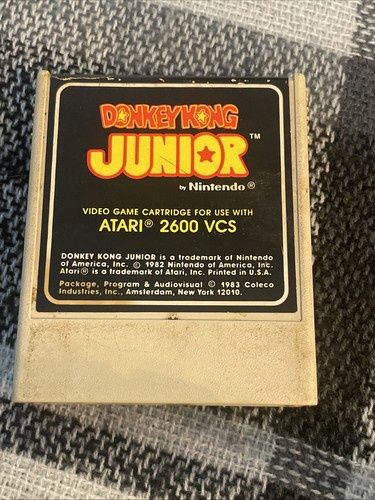 DONKEY KONG
JUNIOR™
by Nintendo®
VIDEO GAME CARTRIDGE FOR USE WITH
ATARI® 2600 VCS
DONKEY KONG JUNIOR is a trademark of Nintendo
of America, Inc. © 1982 Nintendo of America, Inc.
Atari® is a trademark of Atari, Inc. Printed in U.S.A.
Package, Program & Audiovisual © 1983 Coleco
Industries, Inc., Amsterdam, New York 12010.